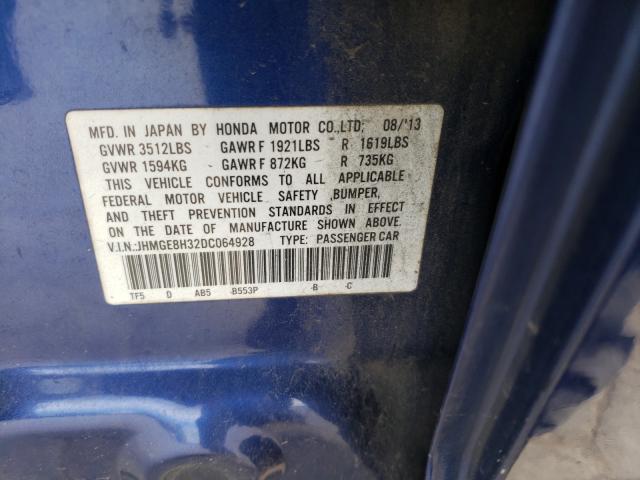 MFD. IN JAPAN BY HONDA MOTOR CO.,LTD. 08/'13
GVWR 3512LBS GAWR F 1921LBS R 1619LBS
GVWR 1594KG GAWR F 872KG R 735KG
THIS VEHICLE CONFORMS TO ALL APPLICABLE
FEDERAL MOTOR VEHICLE SAFETY ,BUMPER,
AND THEFT PREVENTION STANDARDS IN EFFECT
ON THE DATE OF MANUFACTURE SHOWN ABOVE.
V.I.N.:JHMGE8H32DC064928 TYPE: PASSENGER CAR
TF5 D AB5 -B553P -B -C